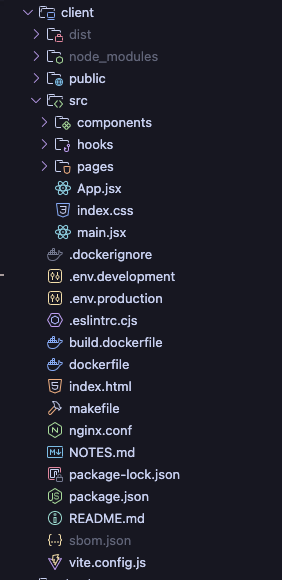 client
dist
node_modules
public
src
components
hooks
pages
App.jsx
index.css
main.jsx
.dockerignore
.env.development
.env.production
.eslintrc.cjs
build.dockerfile
dockerfile
index.html
makefile
nginx.conf
NOTES.md
package-lock.json
package.json
README.md
sbom.json
vite.config.js